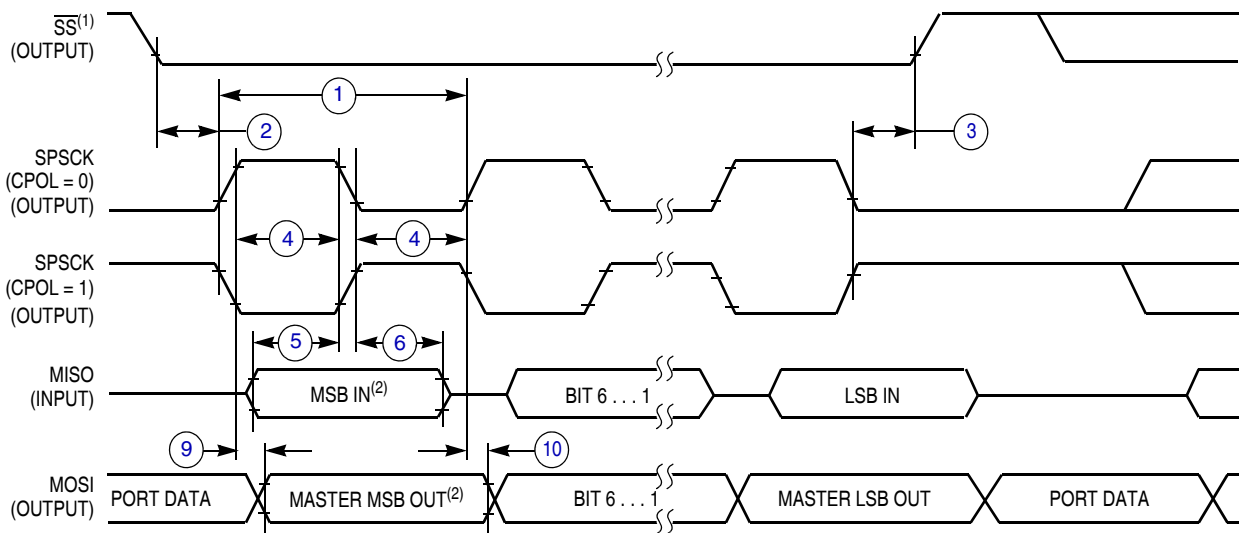 SS(1)
(OUTPUT)
1
2
3
SPSCK
(CPOL = 0)
(OUTPUT)
4
4
SPSCK
(CPOL = 1)
(OUTPUT)
5
6
MISO
(INPUT)
MSB IN(2)
BIT 6 . . . 1
LSB IN
9
10
MOSI
(OUTPUT)
PORT DATA
MASTER MSB OUT(2)
BIT 6 . . . 1
MASTER LSB OUT
PORT DATA